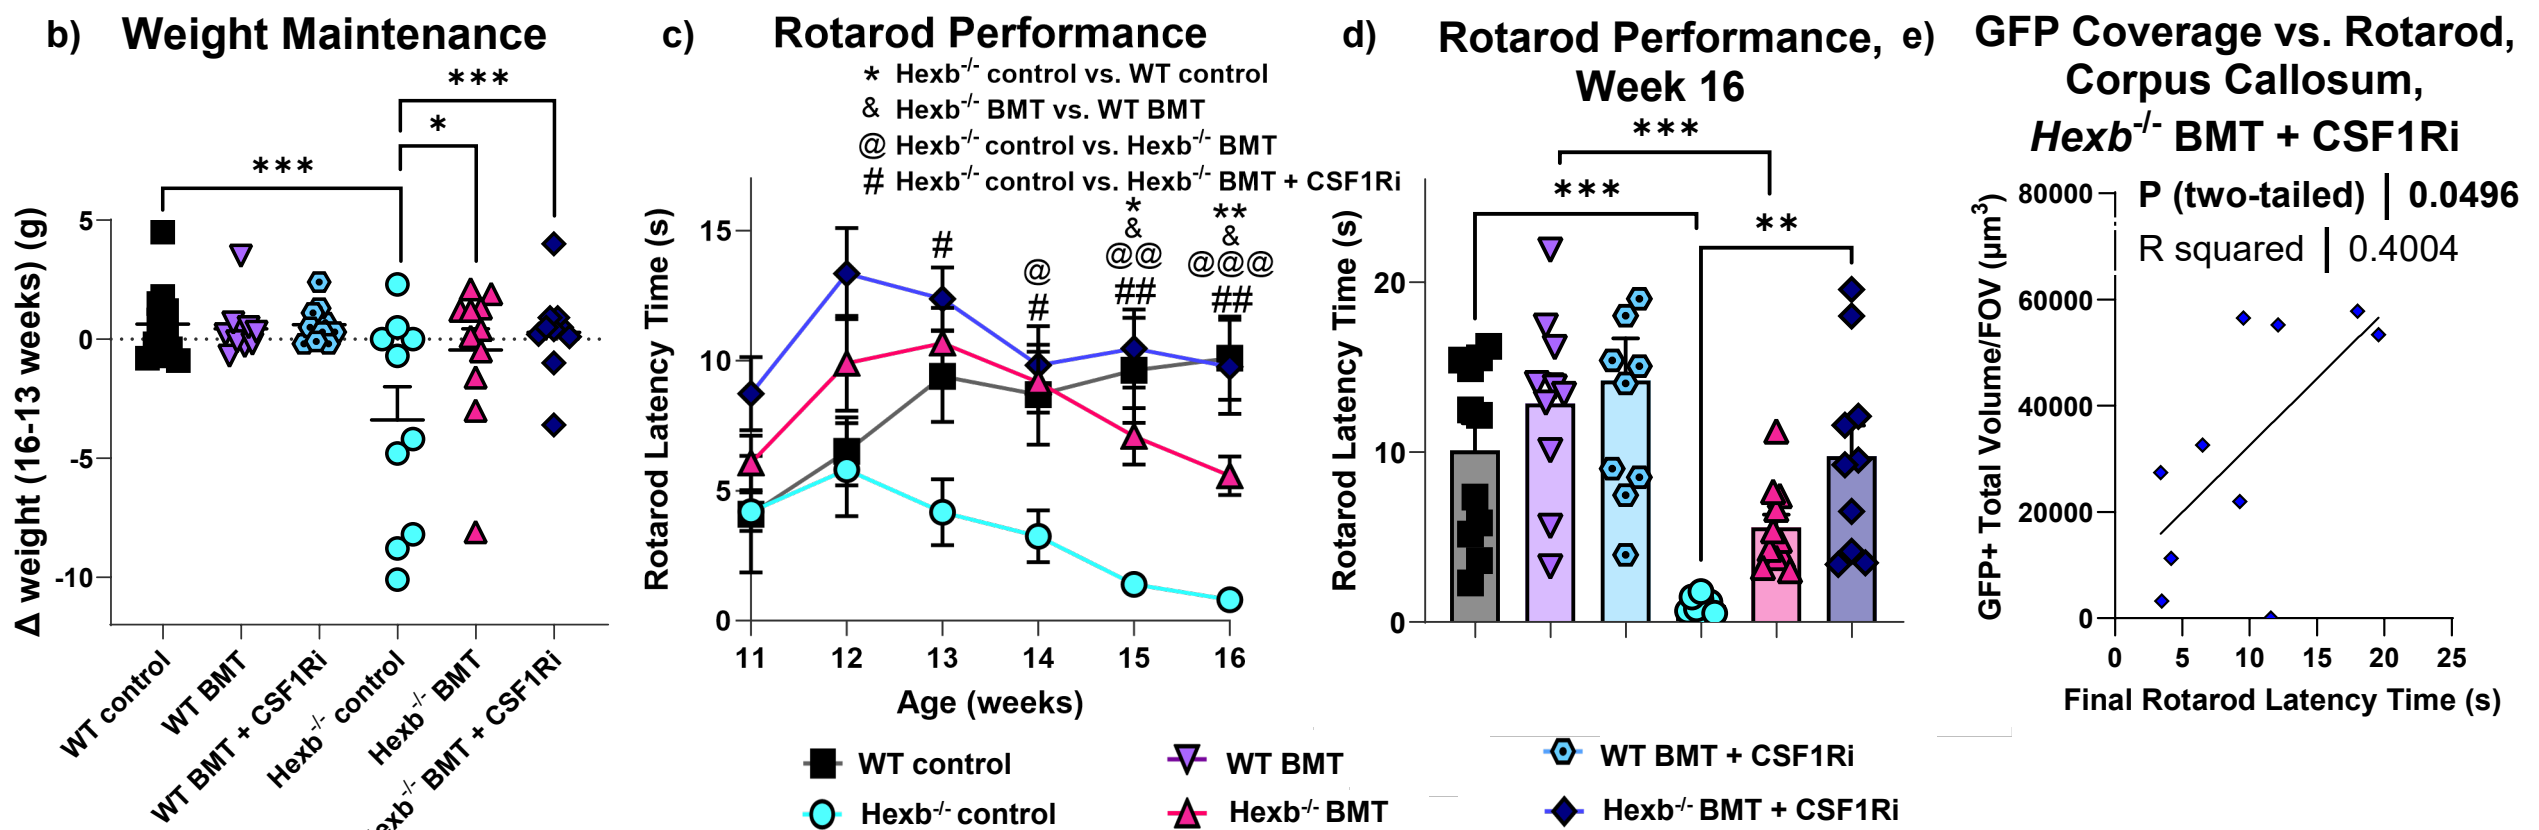 b)
Weight Maintenance
***
*
***
Δ weight (16-13 weeks) (g)
5
0
-5
-10
WT control
WT BMT
WT BMT + CSF1Ri
Hexb-/- control
Hexb-/- BMT
Hexb-/- BMT + CSF1Ri
c)
Rotarod Performance
* Hexb-/- control vs. WT control
& Hexb-/- BMT vs. WT BMT
@ Hexb-/- control vs. Hexb-/- BMT
# Hexb-/- control vs. Hexb-/- BMT + CSF1Ri
Rotarod Latency Time (s)
15
10
5
0
#
@
#
*
&
@@
##
**
&
@@@
##
11 12 13 14 15 16
Age (weeks)
d)
Rotarod Performance,
Week 16
***
***
**
Rotarod Latency Time (s)
20
10
0
e)
GFP Coverage vs. Rotarod,
Corpus Callosum,
Hexb-/- BMT + CSF1Ri
P (two-tailed) | 0.0496
R squared | 0.4004
GFP+ Total Volume/FOV (µm³)
80000
60000
40000
20000
0
0 5 10 15 20 25
Final Rotarod Latency Time (s)
WT control
WT BMT
WT BMT + CSF1Ri
Hexb-/- control
Hexb-/- BMT
Hexb-/- BMT + CSF1Ri